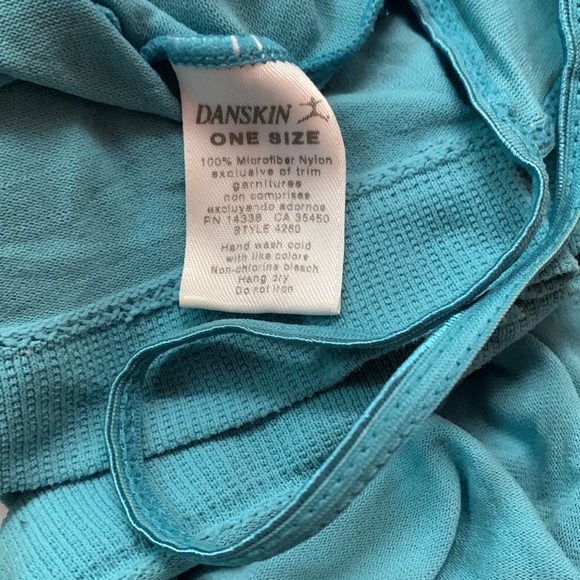 DANSKIN
ONE SIZE
100% Microfiber Nylon
exclusive of trim
garnitures
non comprises
excluyendo adornos
RN 14338 CA 35450
STYLE 4260
Hand wash cold
with like colors
Non-chlorine bleach
Hang dry
Do not iron